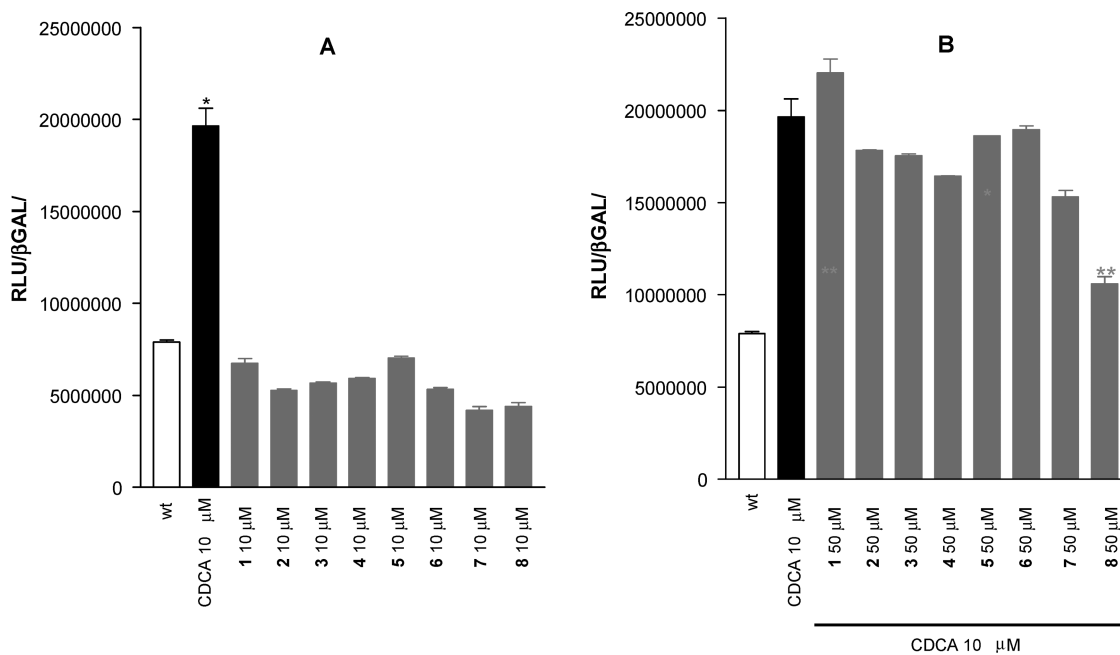 A
25000000
20000000
15000000
10000000
5000000
0
RLU/βGAL/
*
wt
CDCA 10 μM
1 10 μM
2 10 μM
3 10 μM
4 10 μM
5 10 μM
6 10 μM
7 10 μM
8 10 μM
B
25000000
20000000
15000000
10000000
5000000
0
RLU/βGAL/
**
*
**
wt
CDCA 10 μM
1 50 μM
2 50 μM
3 50 μM
4 50 μM
5 50 μM
6 50 μM
7 50 μM
8 50 μM
CDCA 10 μM